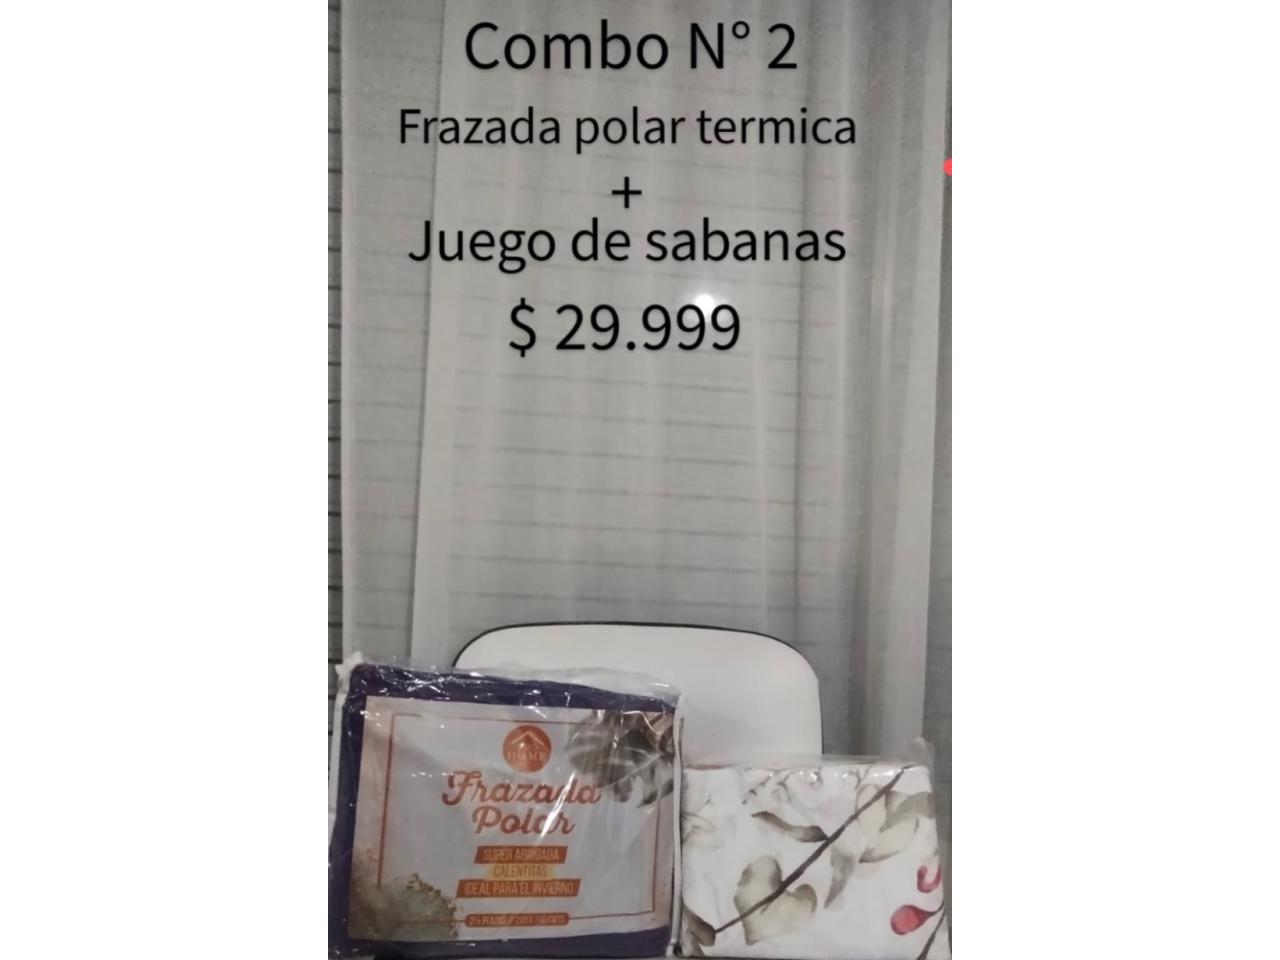 Combo N° 2
Frazada polar termica
+
Juego de sabanas
$ 29.999
Frazada
Polar
SUPER ABRIGADA
CALENTITAS
IDEAL PARA EL INVIERNO